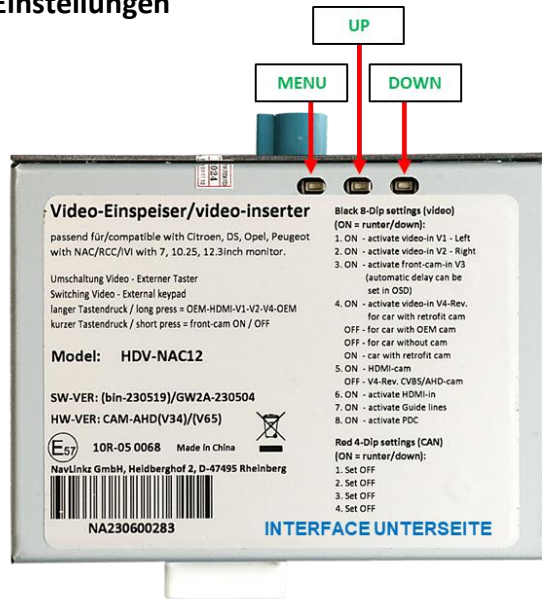 Einstellungen
UP
MENU
DOWN
Video-Einspeiser/video-inserter
passend für/compatible with Citroen, DS, Opel, Peugeot
with NAC/RCC/IVI with 7, 10.25, 12.3inch monitor.
Umschaltung Video - Externer Taster
Switching Video - External keypad
langer Tastendruck / long press = OEM-HDMI-V1-V2-V4-OEM
kurzer Tastendruck / short press = front-cam ON / OFF
Model: HDV-NAC12
SW-VER: (bin-230519)/GW2A-230504
HW-VER: CAM-AHD(V34)/(V65)
E57 10R-05 0068 Made in China
NavLinkz GmbH, Heidberghof 2, D-47495 Rheinberg
NA230600283
Black 8-Dip settings (video)
(ON = runter/down):
1. ON - activate video-in V1 - Left
2. ON - activate video-in V2 - Right
3. ON - activate front-cam-in V3
(automatic delay can be
set in OSD)
4. ON - activate video-in V4-Rev.
for car with retrofit cam
OFF - for car with OEM cam
OFF - for car without cam
ON - car with retrofit cam
5. ON - HDMI-cam
OFF - V4-Rev. CVBS/AHD-cam
6. ON - activate HDMI-in
7. ON - activate Guide lines
8. ON - activate PDC
Red 4-Dip settings (CAN)
(ON = runter/down):
1. Set OFF
2. Set OFF
3. Set OFF
4. Set OFF
INTERFACE UNTERSEITE